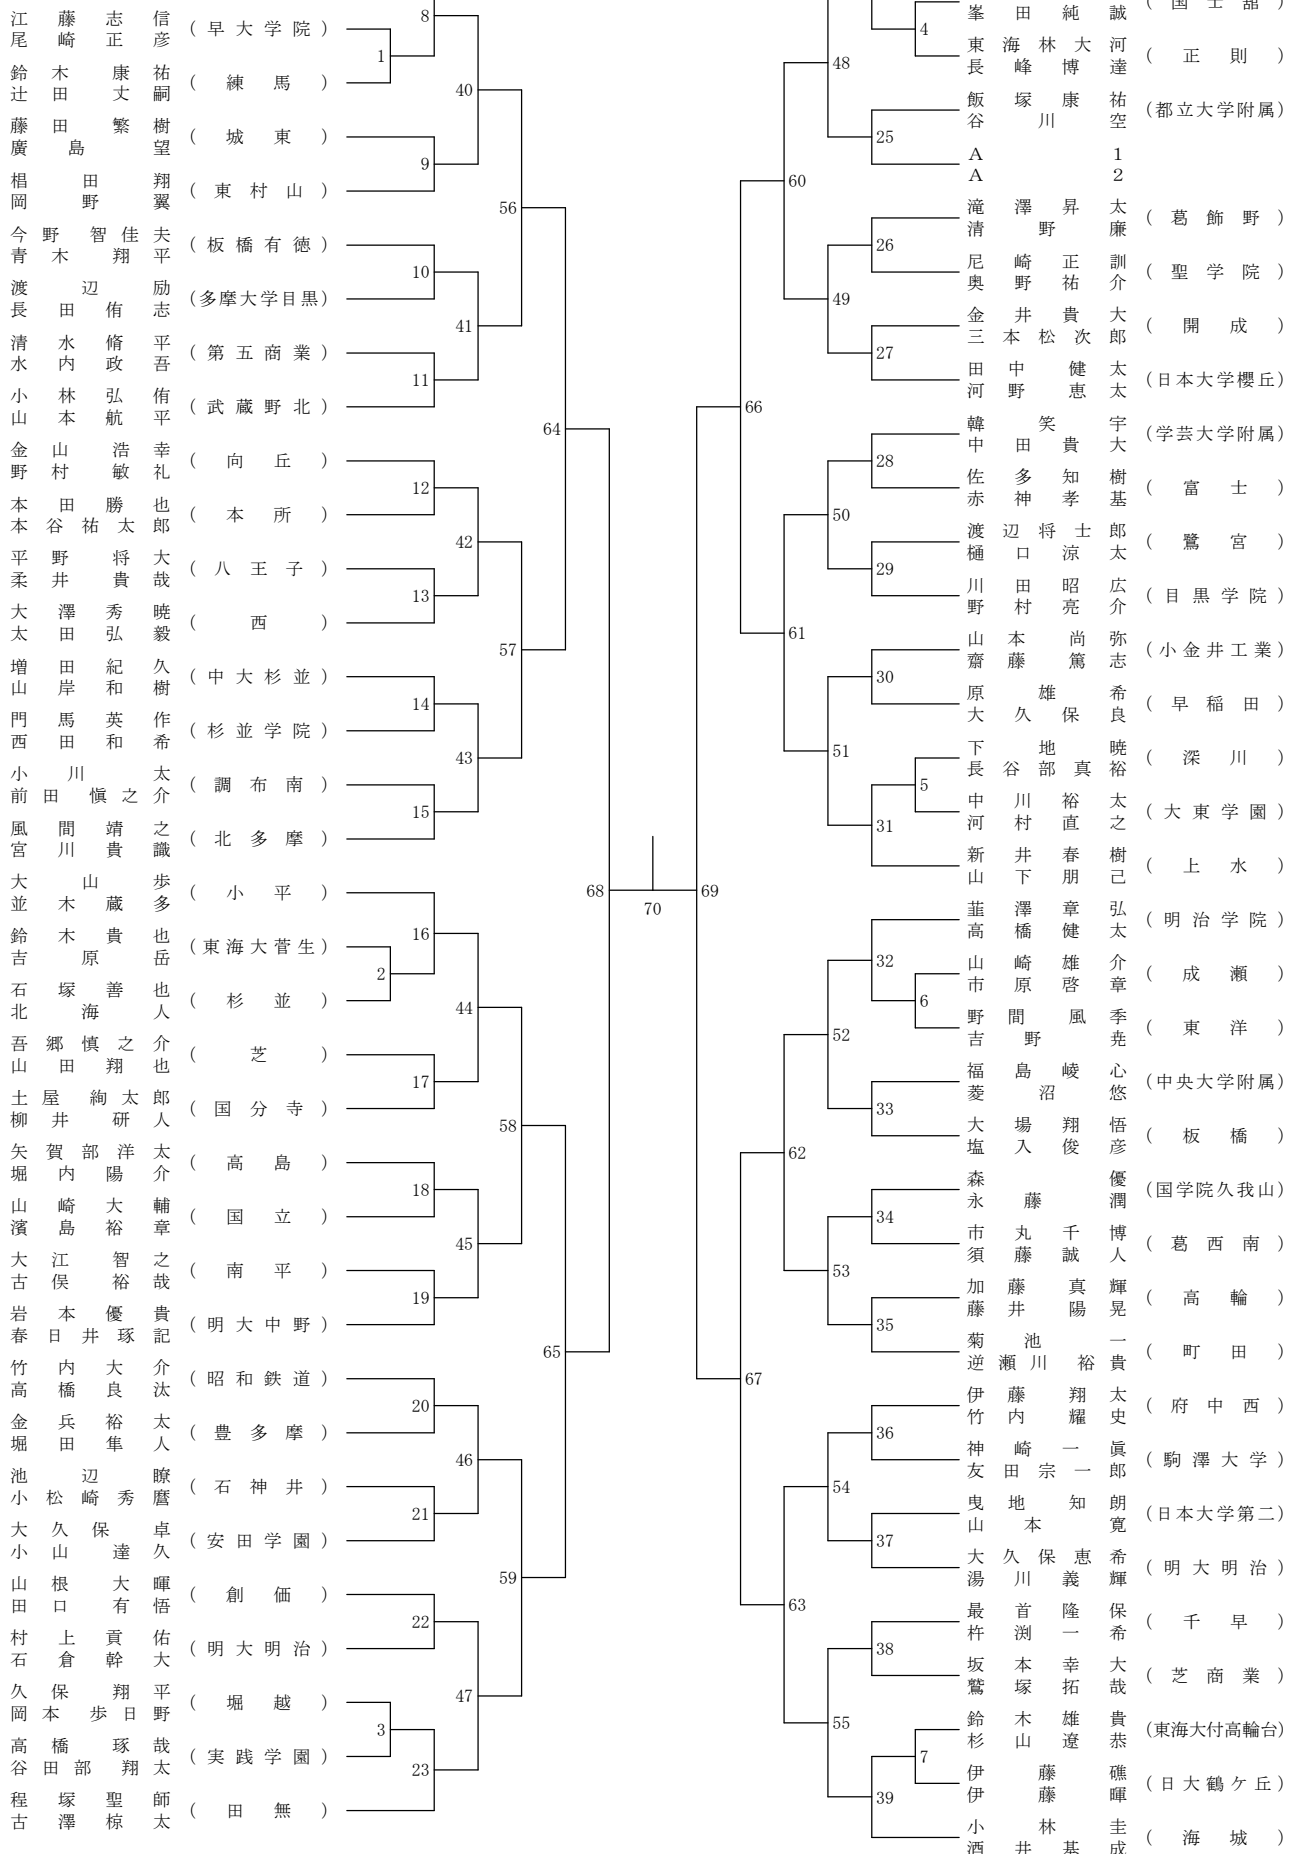 江藤志信
尾崎正彦
(早大学院)
鈴木康祐
辻田丈嗣
(練馬)
藤田繁樹
廣島望
(城東)
椙田翔
岡野翼
(東村山)
今野智佳夫
青木翔平
(板橋有徳)
渡辺励
長田侑志
(多摩大学目黒)
清水脩平
水内政吾
(第五商業)
小林弘侑
山本航平
(武蔵野北)
金山浩幸
野村敏礼
(向丘)
本田勝也
本谷祐太郎
(本所)
平野将大
柔井貴哉
(八王子)
大澤秀暁
太田弘毅
(西)
増田紀久
山岸和樹
(中大杉並)
門馬英作
西田和希
(杉並学院)
小川太
前田愼之介
(調布南)
風間靖之
宮川貴識
(北多摩)
大山歩
並木蔵多
(小平)
鈴木貴也
吉原岳
(東海大菅生)
石塚善也
北海人
(杉並)
吾郷慎之介
山田翔也
(芝)
土屋絢太郎
柳井研人
(国分寺)
矢賀部洋太
堀内陽介
(高島)
山崎大輔
濱島裕章
(国立)
大江智之
古俣裕哉
(南平)
岩本優貴
春日井琢記
(明大中野)
竹内大介
高橋良汰
(昭和鉄道)
金兵裕太
堀田隼人
(豊多摩)
池辺瞭
小松崎秀麿
(石神井)
大久保卓
小山達久
(安田学園)
山根大暉
田口有悟
(創価)
村上貢佑
石倉幹大
(明大明治)
久保翔平
岡本歩日野
(堀越)
高橋琢哉
谷田部翔太
(実践学園)
程塚聖師
古澤椋太
(田無)
8
1
40
9
56
10
41
11
64
12
42
13
57
14
43
15
68
16
2
44
17
58
18
45
19
65
20
46
21
59
22
47
3
23
70
69
4
48
25
60
26
49
27
66
28
50
29
61
30
51
5
31
32
6
52
33
62
34
53
35
67
36
54
37
63
38
55
7
39
峯田純誠
(国士舘)
東海林大河
長峰博達
(正則)
飯塚康祐
谷川空
(都立大学附属)
A1
A2
滝澤昇太
清野廉
(葛飾野)
尼崎正訓
奥野祐介
(聖学院)
金井貴大
三本松次郎
(開成)
田中健太
河野恵太
(日本大学櫻丘)
韓笑宇
中田貴大
(学芸大学附属)
佐多知樹
赤神孝基
(富士)
渡辺将士郎
樋口涼太
(鷺宮)
川田昭広
野村亮介
(目黒学院)
山本尚弥
齋藤篤志
(小金井工業)
原雄希
大久保良
(早稲田)
下地暁
長谷部真裕
(深川)
中川裕太
河村直之
(大東学園)
新井春樹
山下朋己
(上水)
韮澤章弘
高橋健太
(明治学院)
山崎雄介
市原啓章
(成瀬)
野間風季
吉野尭
(東洋)
福島崚心
菱沼悠
(中央大学附属)
大場翔悟
塩入俊彦
(板橋)
森優
永藤潤
(国学院久我山)
市丸千博
須藤誠人
(葛西南)
加藤真輝
藤井陽晃
(高輪)
菊池一
逆瀬川裕貴
(町田)
伊藤翔太
竹内耀史
(府中西)
神崎一眞
友田宗一郎
(駒澤大学)
曳地知朗
山本寛
(日本大学第二)
大久保恵希
湯川義輝
(明大明治)
最首隆保
杵渕一希
(千早)
坂本幸大
鷲塚拓哉
(芝商業)
鈴木雄貴
杉山遼恭
(東海大付高輪台)
伊藤礁
伊藤暉
(日大鶴ケ丘)
小林圭
酒井基成
(海城)